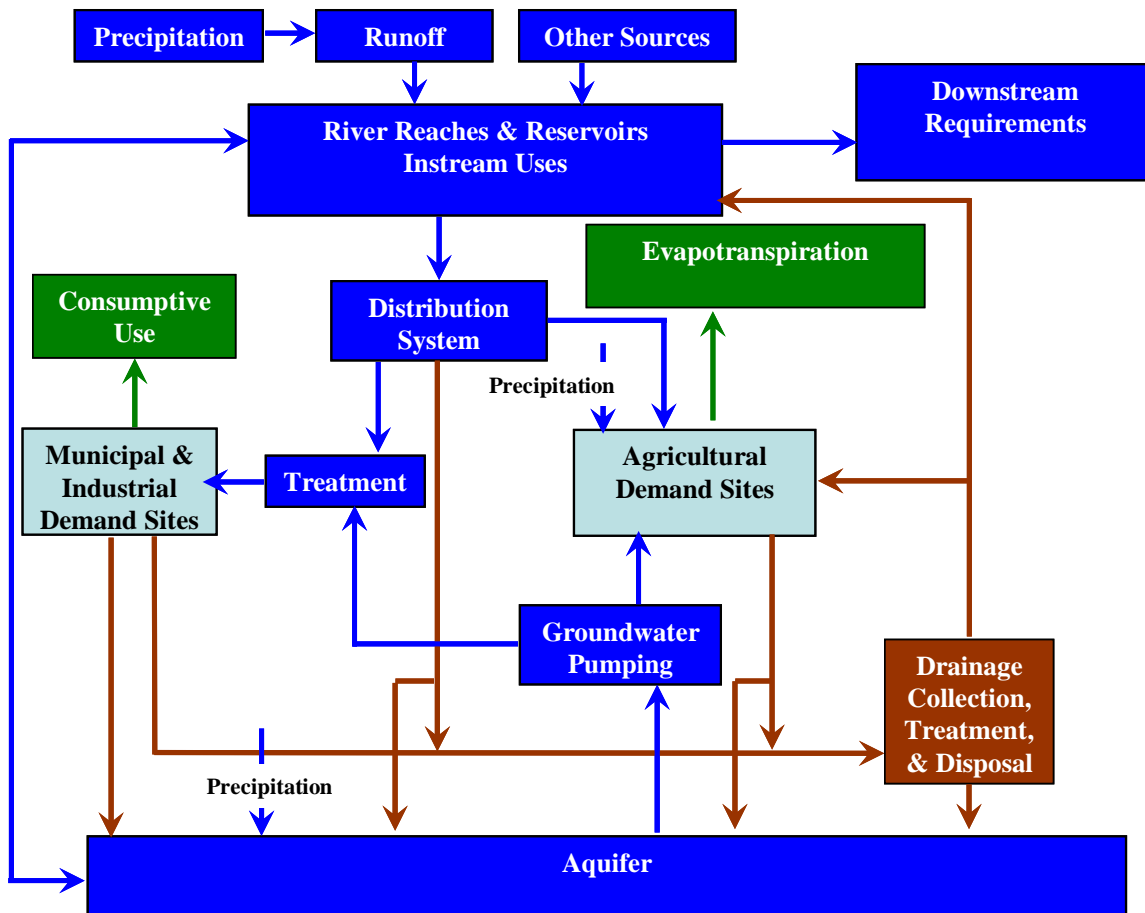 Precipitation
Runoff
Other Sources
River Reaches & Reservoirs
Instream Uses
Downstream
Requirements
Evapotranspiration
Consumptive
Use
Distribution
System
Precipitation
Municipal &
Industrial
Demand Sites
Treatment
Agricultural
Demand Sites
Groundwater
Pumping
Drainage
Collection,
Treatment,
& Disposal
Precipitation
Aquifer